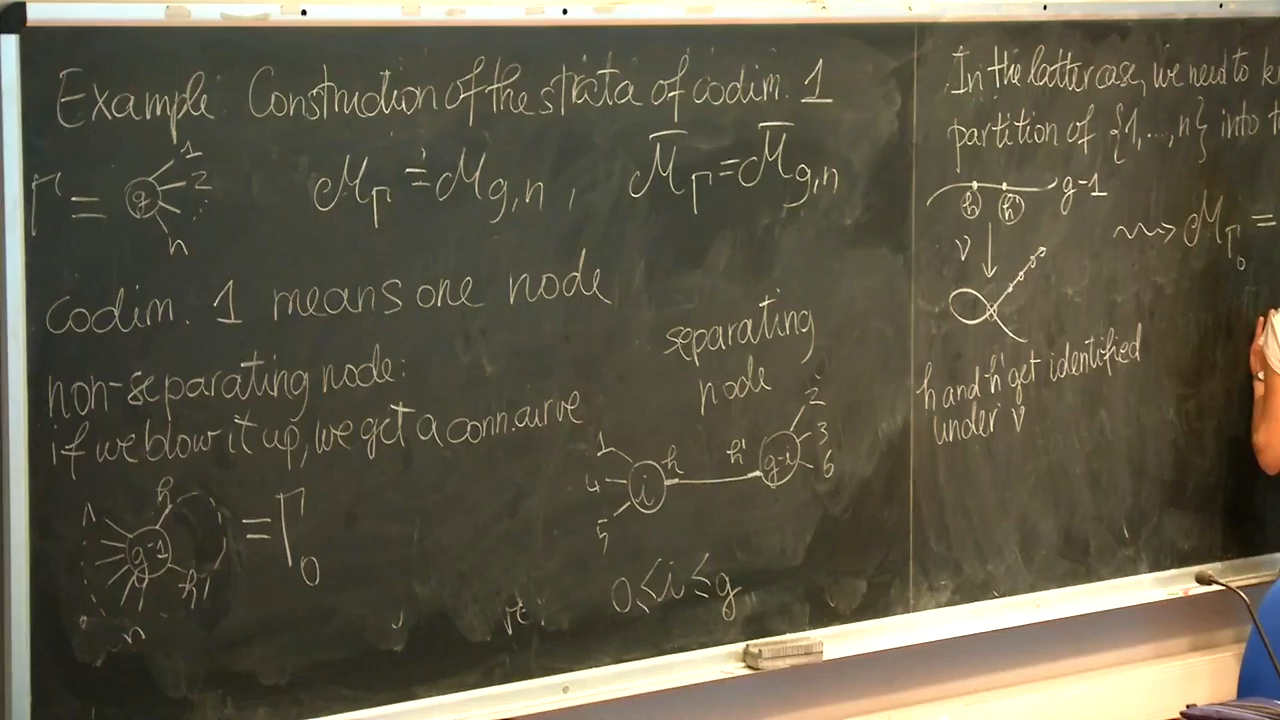 Example. Construction of the strata of codim. 1
Γ = g 1 2 n
M_Γ = M_{g,n} , M̅_Γ = M̅_{g,n}
codim. 1 means one node
non-separating node:
if we blow it up, we get a conn. curve
h
g-1 = Γ_0
h'
n
separating
node
1 4 5 i h h' g-i 2 3 6
0 ≤ i ≤ g
In the latter case, we need to
partition of {1,...,n} into
g-1
h h'
ν
⇝ M_{Γ_0} =
h and h' get identified
under ν